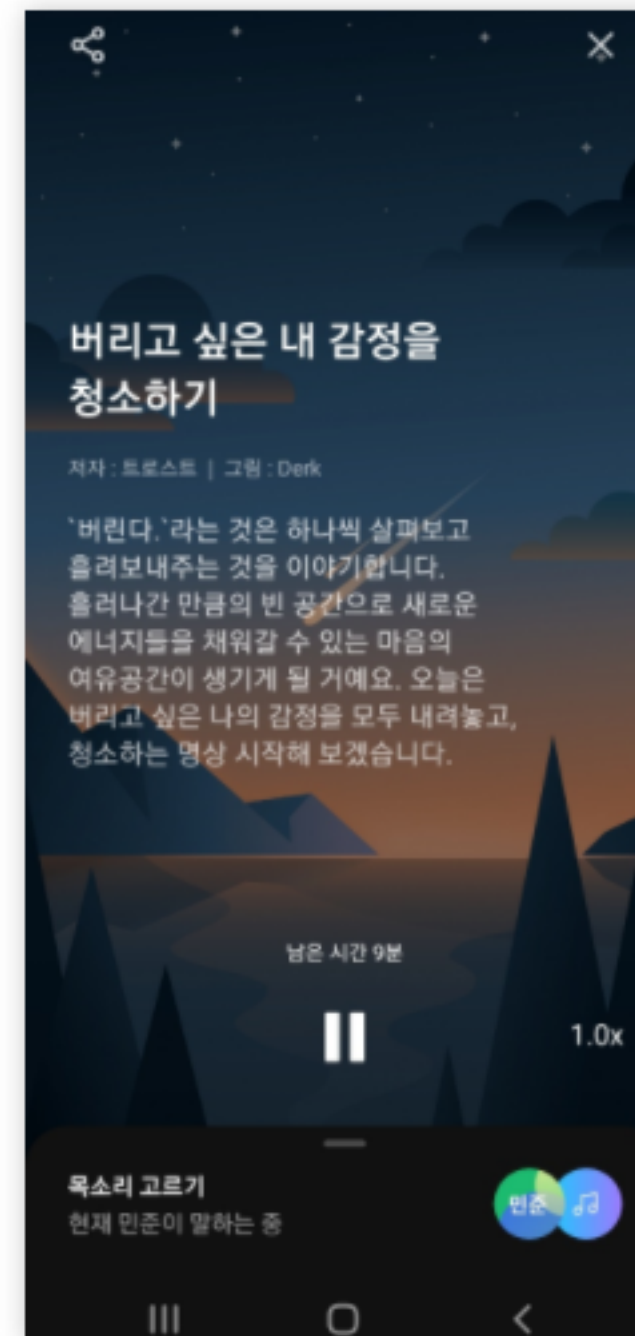 버리고 싶은 내 감정을
청소하기
저자 : 트로스트 | 그림 : Derk
`버린다.`라는 것은 하나씩 살펴보고
흘려보내주는 것을 이야기합니다.
흘러나간 만큼의 빈 공간으로 새로운
에너지들을 채워갈 수 있는 마음의
여유공간이 생기게 될 거예요. 오늘은
버리고 싶은 나의 감정을 모두 내려놓고,
청소하는 명상 시작해 보겠습니다.
남은 시간 9분
1.0x
목소리 고르기
현재 민준이 말하는 중
민준